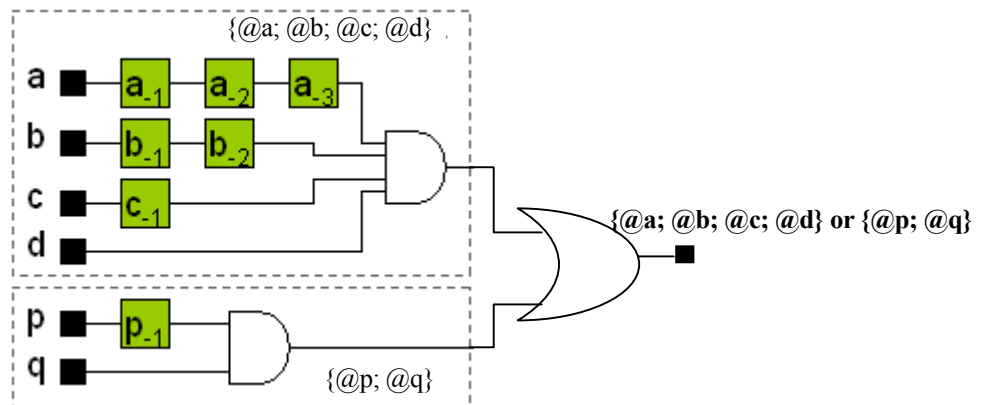 {@a; @b; @c; @d}
a a-1 a-2 a-3
b b-1 b-2
c c-1
d
{@a; @b; @c; @d} or {@p; @q}
p p-1
q
{@p; @q}